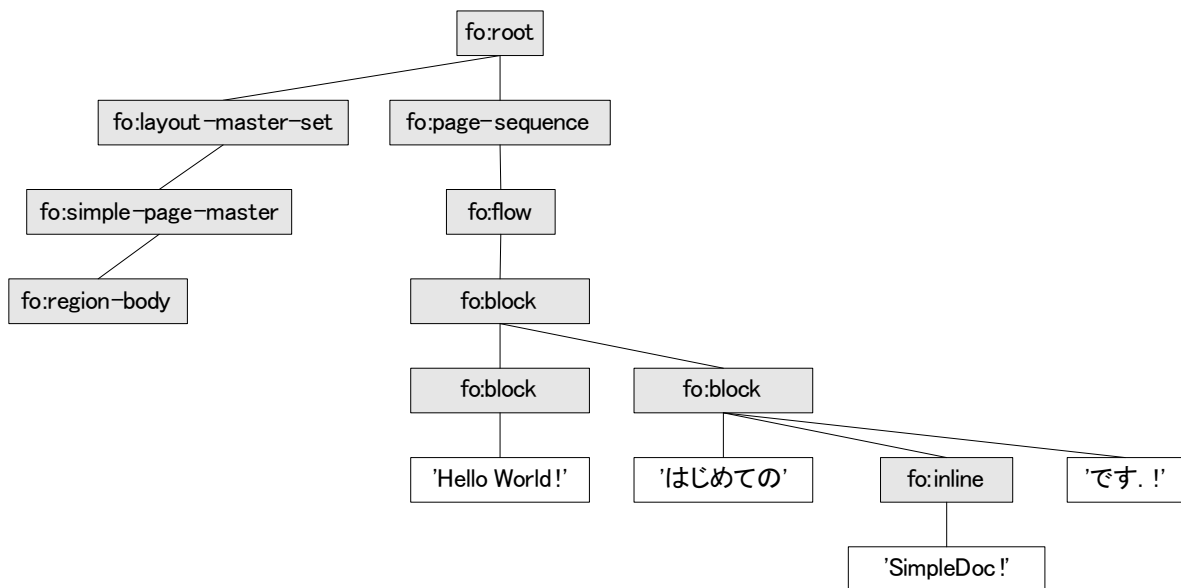 fo:root
fo:layout-master-set
fo:page-sequence
fo:simple-page-master
fo:flow
fo:region-body
fo:block
fo:block
fo:block
'Hello World!'
'はじめての'
fo:inline
'です. !'
'SimpleDoc!'